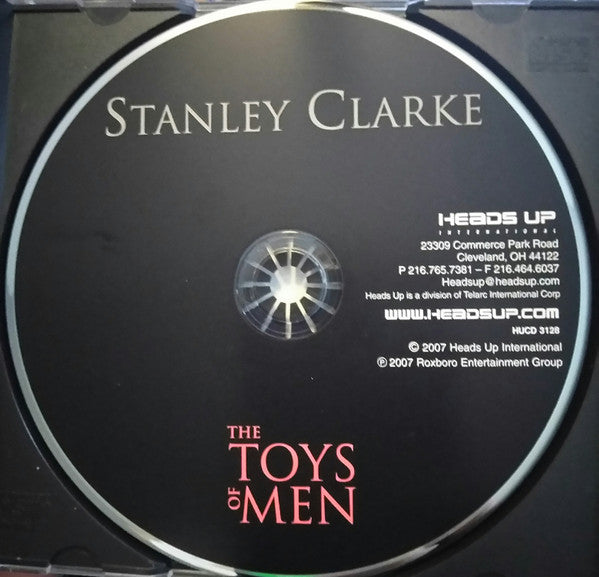 STANLEY CLARKE
HEADS UP
INTERNATIONAL
23309 Commerce Park Road
Cleveland, OH 44122
P 216.765.7381 – F 216.464.6037
Headsup@headsup.com
Heads Up is a division of Telarc International Corp
WWW.HEADSUP.COM
HUCD 3128
© 2007 Heads Up International
℗ 2007 Roxboro Entertainment Group
THE
TOYS
OF MEN